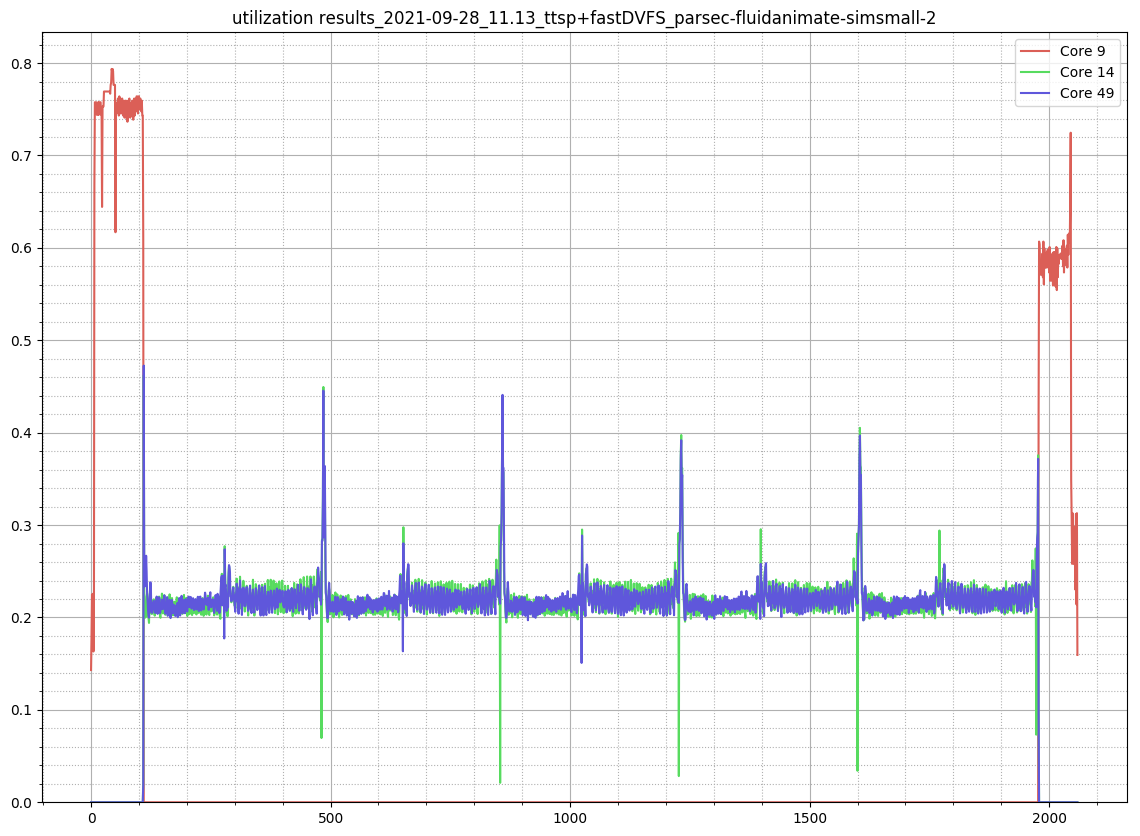 utilization results_2021-09-28_11.13_ttsp+fastDVFS_parsec-fluidanimate-simsmall-2
Core 9
Core 14
Core 49
0.8
0.7
0.6
0.5
0.4
0.3
0.2
0.1
0.0
0 500 1000 1500 2000